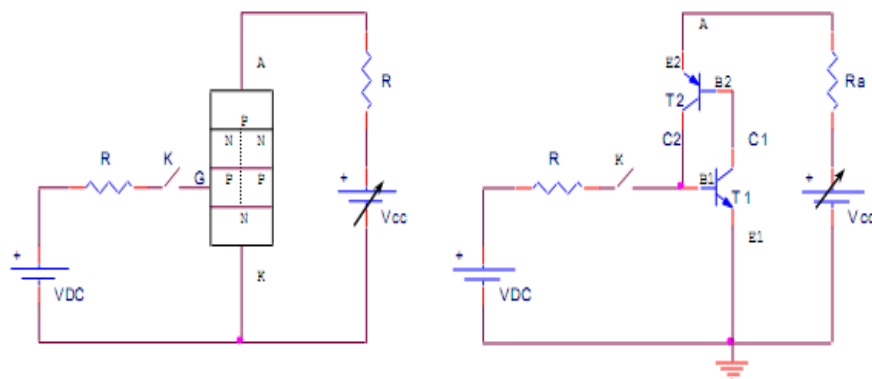 A
R
P
N N
R K G P P
N
+
VDC
+
Vcc
K
A
E2
B2
T2
Ra
C2 C1
R K B1
T1
E1
+
VDC
+
Vcc